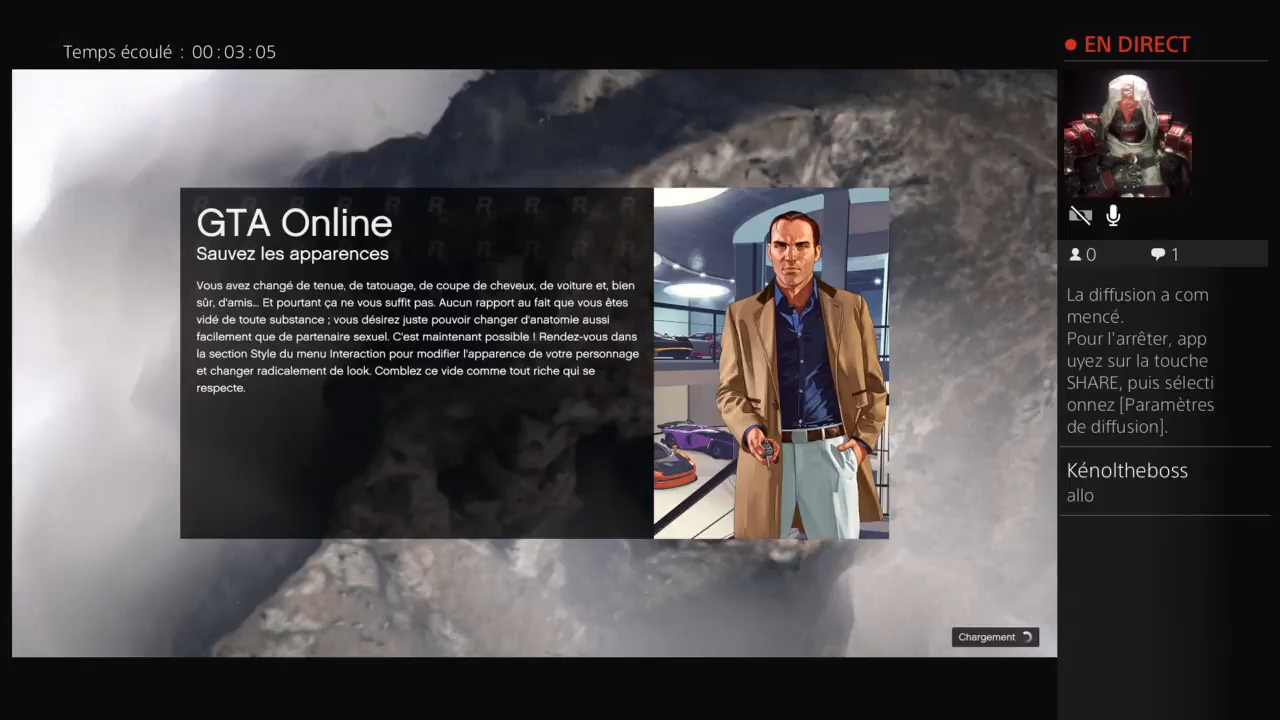 Temps écoulé : 00:03:05
EN DIRECT
GTA Online
Sauvez les apparences
Vous avez changé de tenue, de tatouage, de coupe de cheveux, de voiture et, bien
sûr, d'amis... Et pourtant ça ne vous suffit pas. Aucun rapport au fait que vous êtes
vidé de toute substance ; vous désirez juste pouvoir changer d'anatomie aussi
facilement que de partenaire sexuel. C'est maintenant possible ! Rendez-vous dans
la section Style du menu Interaction pour modifier l'apparence de votre personnage
et changer radicalement de look. Comblez ce vide comme tout riche qui se
respecte.
Chargement
0 1
La diffusion a com
mencé.
Pour l'arrêter, app
uyez sur la touche
SHARE, puis sélecti
onnez [Paramètres
de diffusion].
Kénoltheboss
allo